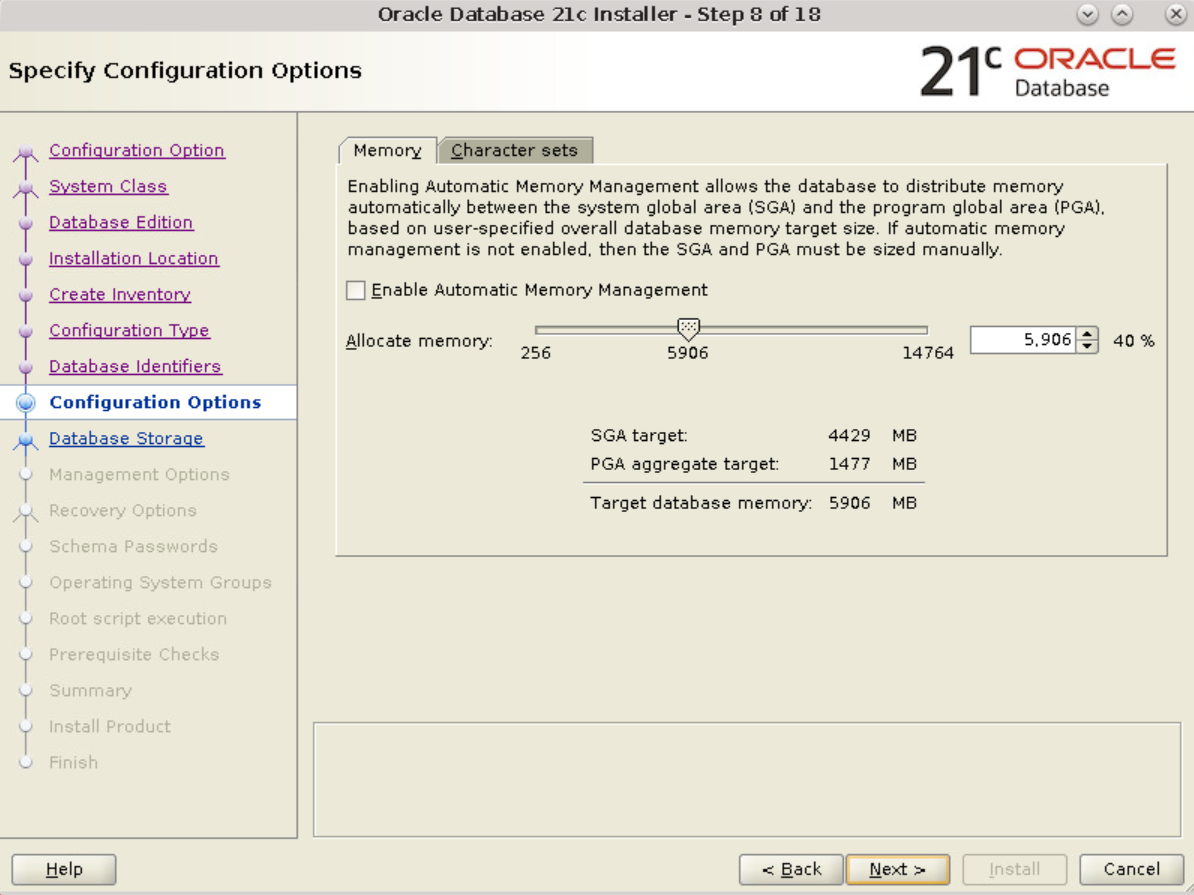 Oracle Database 21c Installer - Step 8 of 18
Specify Configuration Options
21c ORACLE
Database
Configuration Option
System Class
Database Edition
Installation Location
Create Inventory
Configuration Type
Database Identifiers
Configuration Options
Database Storage
Management Options
Recovery Options
Schema Passwords
Operating System Groups
Root script execution
Prerequisite Checks
Summary
Install Product
Finish
Memory Character sets
Enabling Automatic Memory Management allows the database to distribute memory
automatically between the system global area (SGA) and the program global area (PGA),
based on user-specified overall database memory target size. If automatic memory
management is not enabled, then the SGA and PGA must be sized manually.
Enable Automatic Memory Management
Allocate memory: 5,906 40 %
256 5906 14764
SGA target: 4429 MB
PGA aggregate target: 1477 MB
Target database memory: 5906 MB
Help < Back Next > Install Cancel